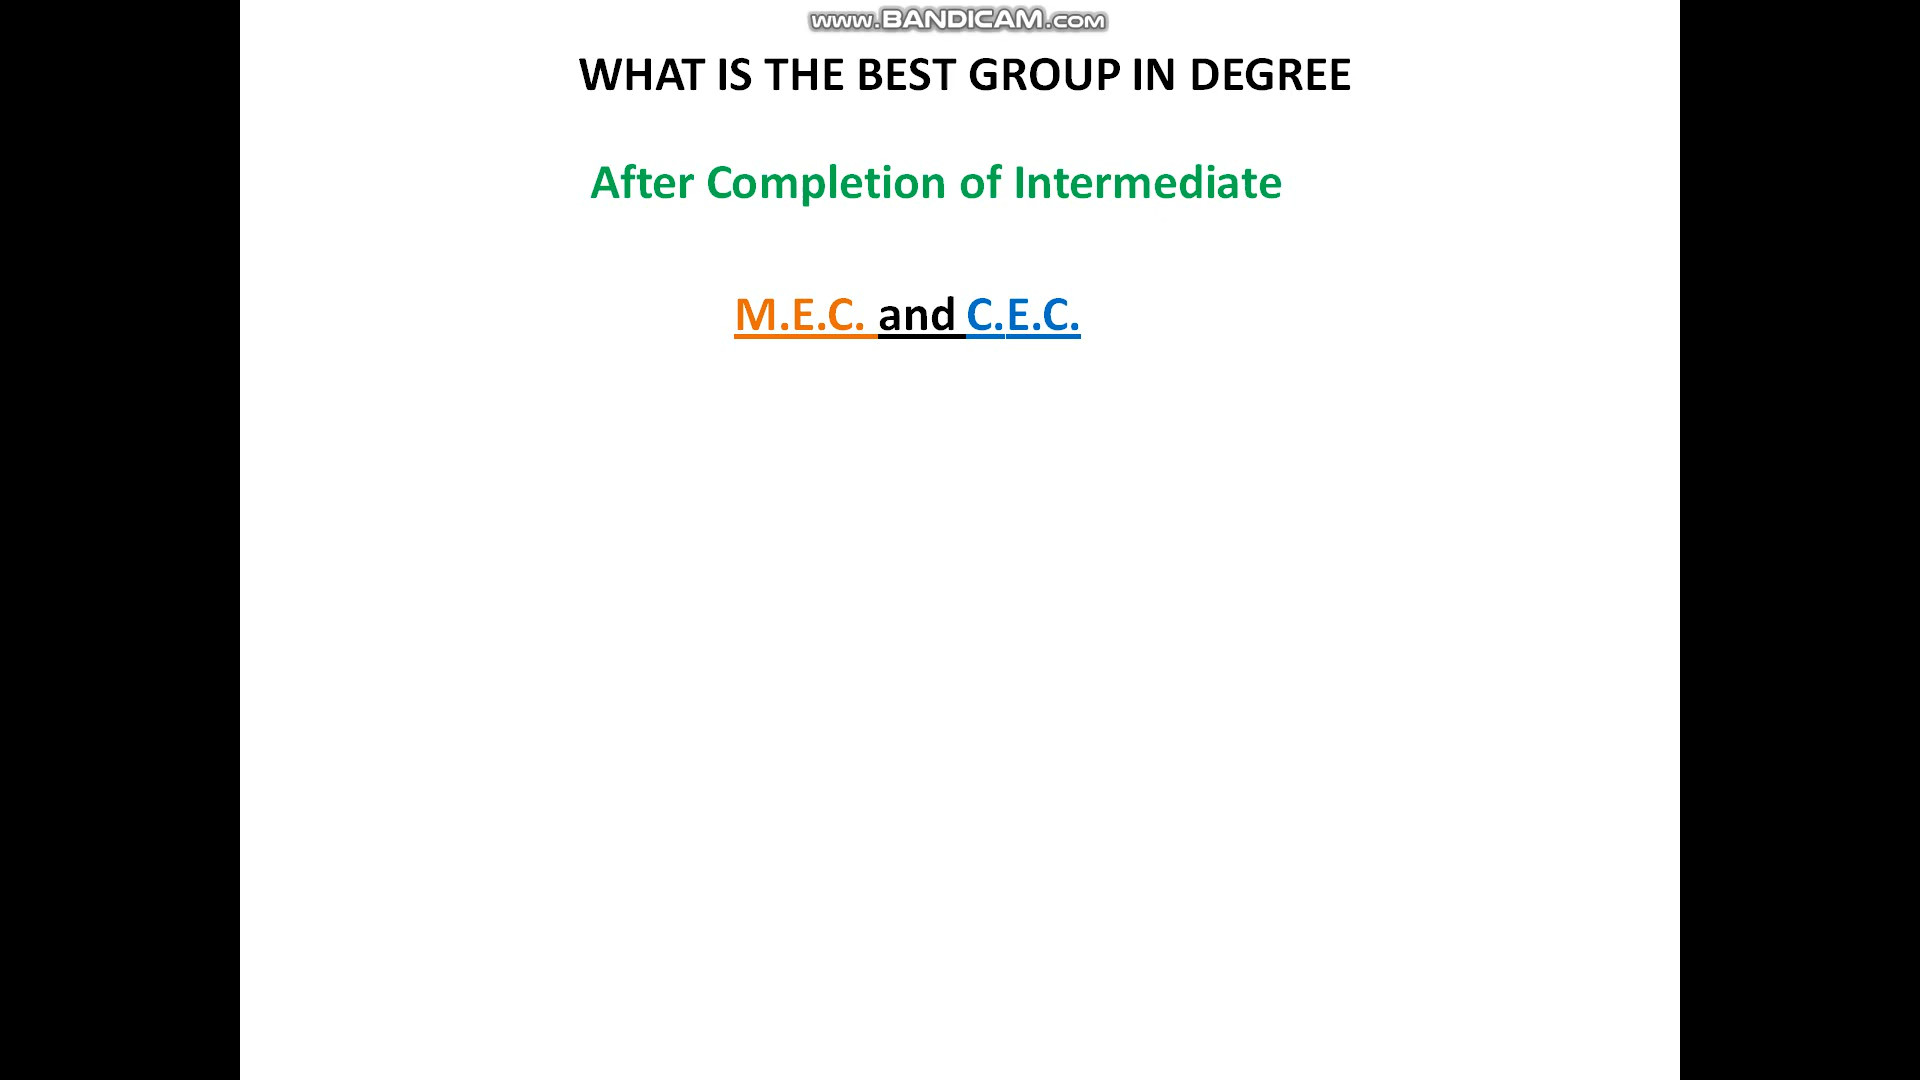 www.BANDICAM.com
WHAT IS THE BEST GROUP IN DEGREE
After Completion of Intermediate
M.E.C. and C.E.C.